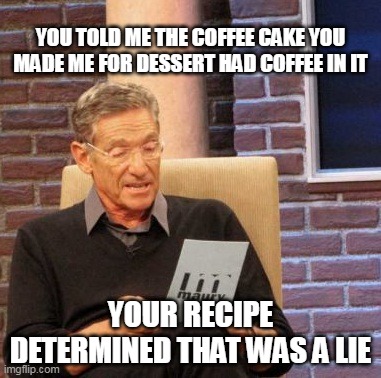 YOU TOLD ME THE COFFEE CAKE YOU
MADE ME FOR DESSERT HAD COFFEE IN IT
maury
YOUR RECIPE
DETERMINED THAT WAS A LIE
imgflip.com